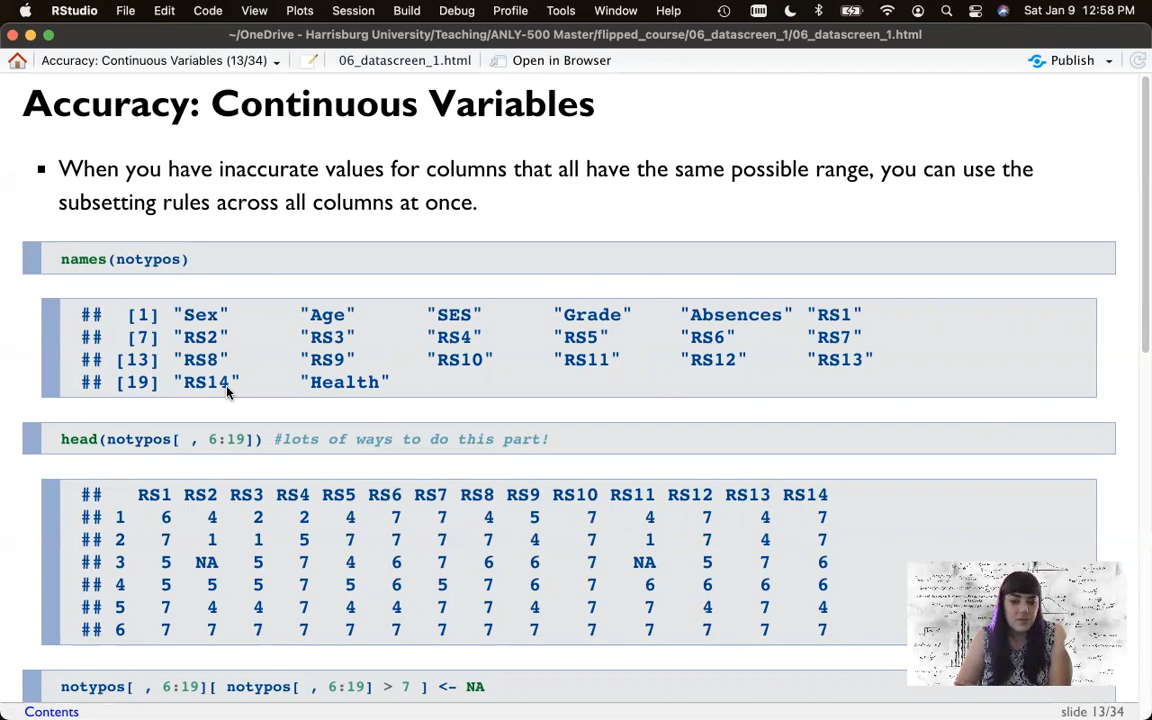 RStudio File Edit Code View Plots Session Build Debug Profile Tools Window Help Sat Jan 9 12:58 PM
~/OneDrive - Harrisburg University/Teaching/ANLY-500 Master/flipped_course/06_datascreen_1/06_datascreen_1.html
Accuracy: Continuous Variables (13/34) 06_datascreen_1.html Open in Browser Publish
Accuracy: Continuous Variables
When you have inaccurate values for columns that all have the same possible range, you can use the
subsetting rules across all columns at once.
names(notypos)
## [1] "Sex" "Age" "SES" "Grade" "Absences" "RS1"
## [7] "RS2" "RS3" "RS4" "RS5" "RS6" "RS7"
## [13] "RS8" "RS9" "RS10" "RS11" "RS12" "RS13"
## [19] "RS14" "Health"
head(notypos[ , 6:19]) #lots of ways to do this part!
## RS1 RS2 RS3 RS4 RS5 RS6 RS7 RS8 RS9 RS10 RS11 RS12 RS13 RS14
## 1 6 4 2 2 4 7 7 4 5 7 4 7 4 7
## 2 7 1 1 5 7 7 7 7 4 7 1 7 4 7
## 3 5 NA 5 7 4 6 7 6 6 7 NA 5 7 6
## 4 5 5 5 7 5 6 5 7 6 7 6 6 6 6
## 5 7 4 4 7 4 4 7 7 4 7 7 4 7 4
## 6 7 7 7 7 7 7 7 7 7 7 7 7 7 7
notypos[ , 6:19][ notypos[ , 6:19] > 7 ] <- NA
Contents slide 13/34